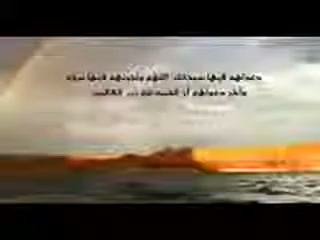 دعواهم فيها سبحانك اللهم وتحيتهم فيها سلام
وآخر دعواهم أن الحمد لله رب العالمين